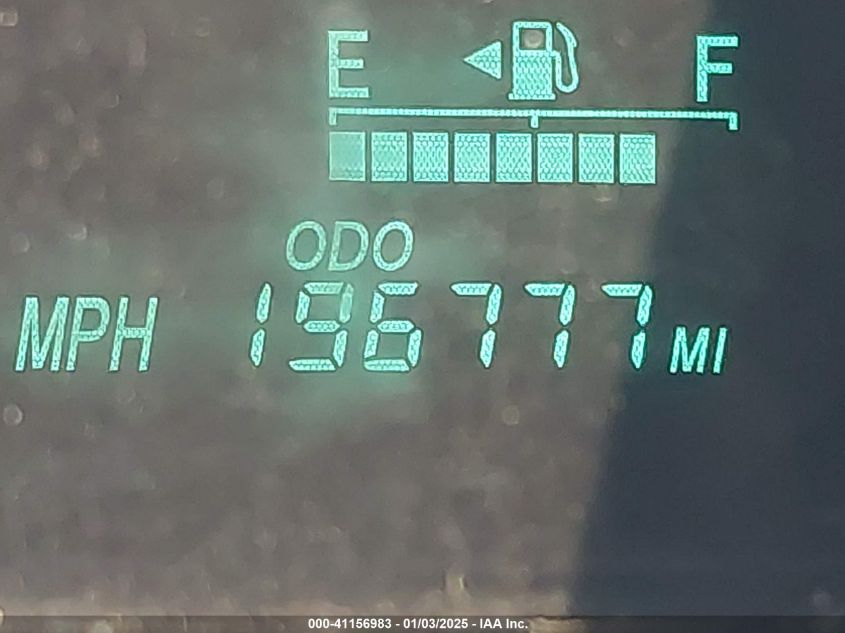 E F
ODO
MPH 196777 MI
000-41156983 - 01/03/2025 - IAA Inc.